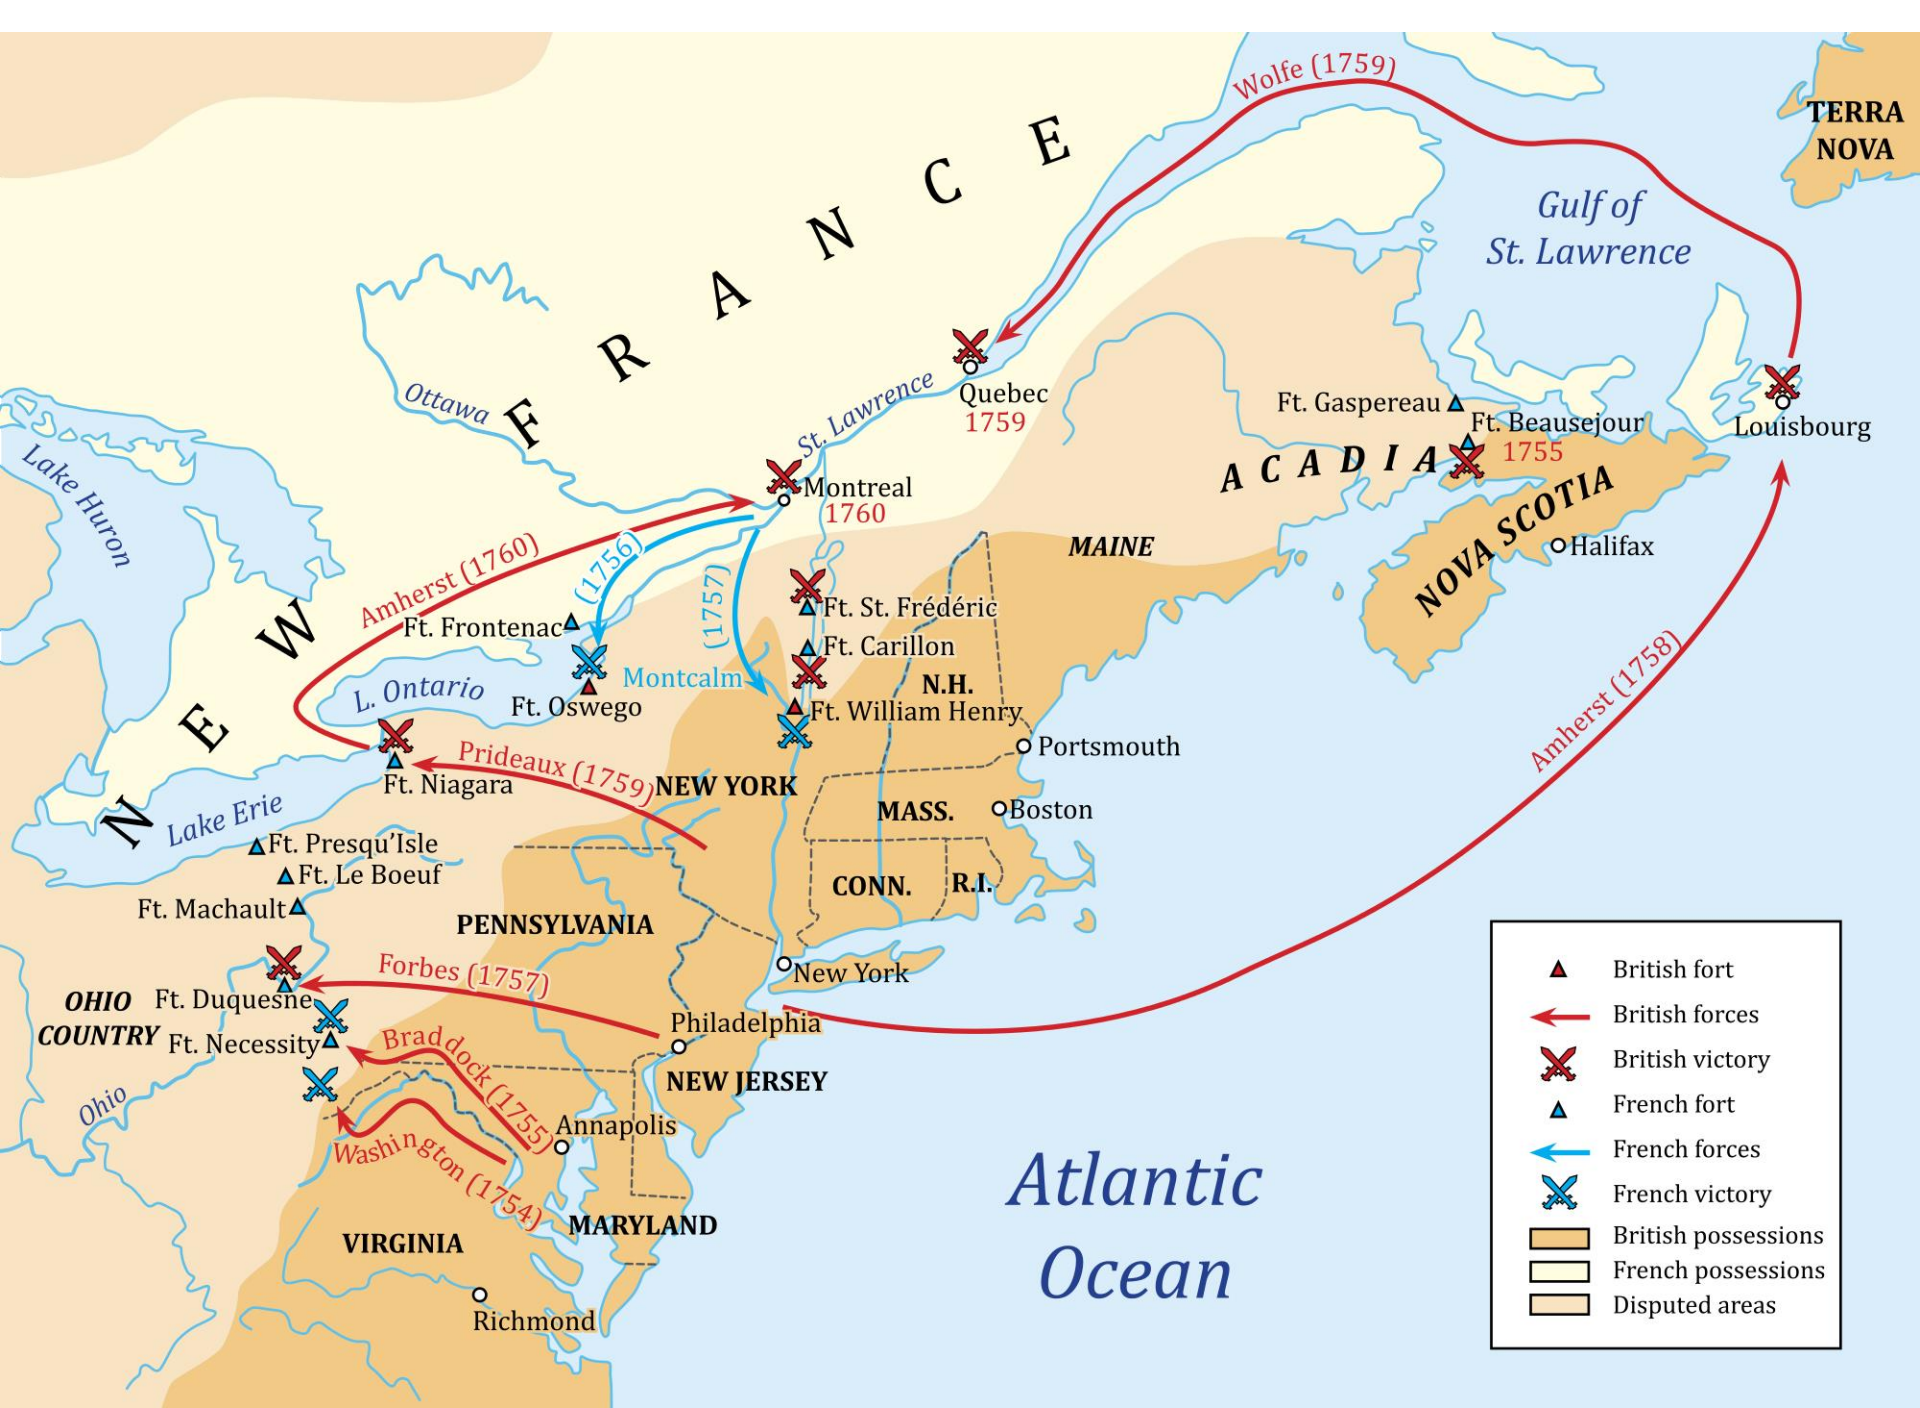 Wolfe (1759)
TERRA
NOVA
Gulf of
St. Lawrence
NEW FRANCE
Ottawa
St. Lawrence
Quebec
1759
Ft. Gaspereau
Ft. Beausejour
1755
Louisbourg
ACADIA
Lake Huron
Montreal
1760
NOVA SCOTIA
Halifax
MAINE
Amherst (1760)
(1756)
(1757)
Ft. St. Frédéric
Ft. Frontenac
Ft. Carillon
Montcalm
N.H.
L. Ontario
Ft. Oswego
Ft. William Henry
Amherst (1758)
Portsmouth
Prideaux (1759)
Ft. Niagara
NEW YORK
MASS.
Boston
Lake Erie
Ft. Presqu'Isle
Ft. Le Boeuf
CONN.
R.I.
Ft. Machault
PENNSYLVANIA
Forbes (1757)
New York
OHIO
COUNTRY
Ft. Duquesne
Philadelphia
Ft. Necessity
Braddock (1755)
NEW JERSEY
Ohio
Annapolis
Washington (1754)
MARYLAND
VIRGINIA
Richmond
Atlantic
Ocean
British fort
British forces
British victory
French fort
French forces
French victory
British possessions
French possessions
Disputed areas